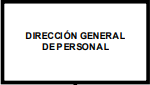 DIRECCIÓN GENERAL
DE PERSONAL